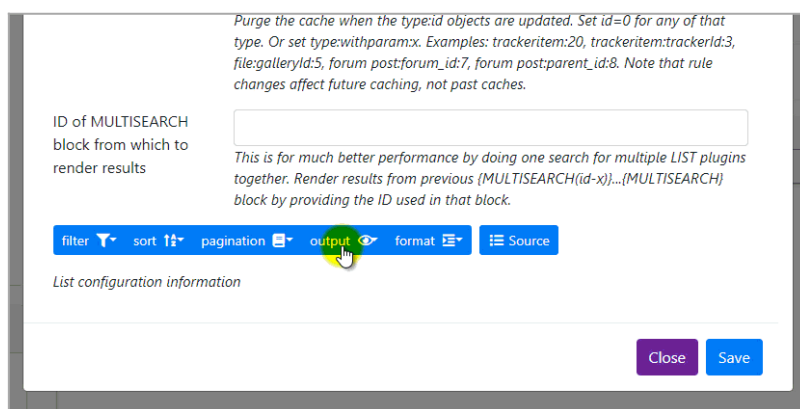 Purge the cache when the type:id objects are updated. Set id=0 for any of that
type. Or set type:withparam:x. Examples: trackeritem:20, trackeritem:trackerId:3,
file:galleryId:5, forum post:forum_id:7, forum post:parent_id:8. Note that rule
changes affect future caching, not past caches.
ID of MULTISEARCH
block from which to
render results
This is for much better performance by doing one search for multiple LIST plugins
together. Render results from previous {MULTISEARCH(id-x)}...{MULTISEARCH}
block by providing the ID used in that block.
filter sort pagination output format Source
List configuration information
Close Save